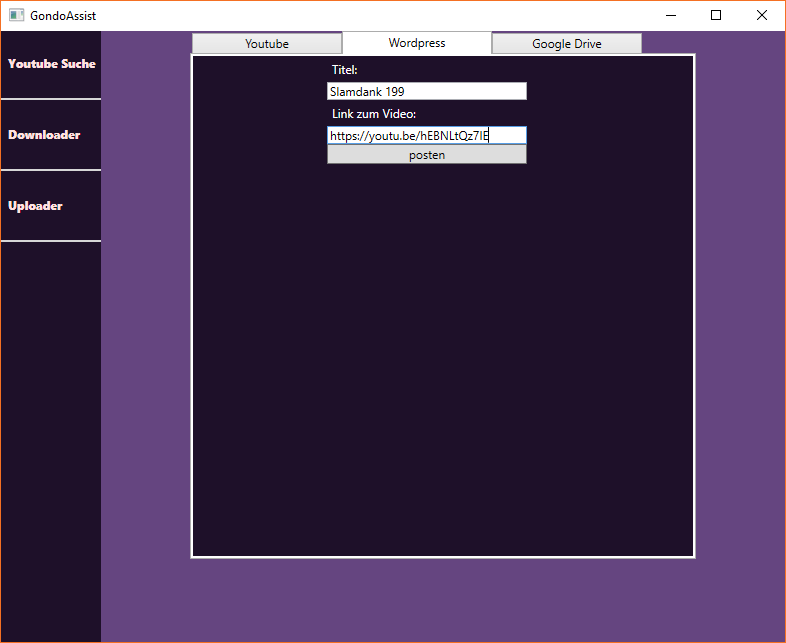 GondoAssist
Youtube Suche
Downloader
Uploader
Youtube
Wordpress
Google Drive
Titel:
Slamdank 199
Link zum Video:
https://youtu.be/hEBNLtQz7IE
posten